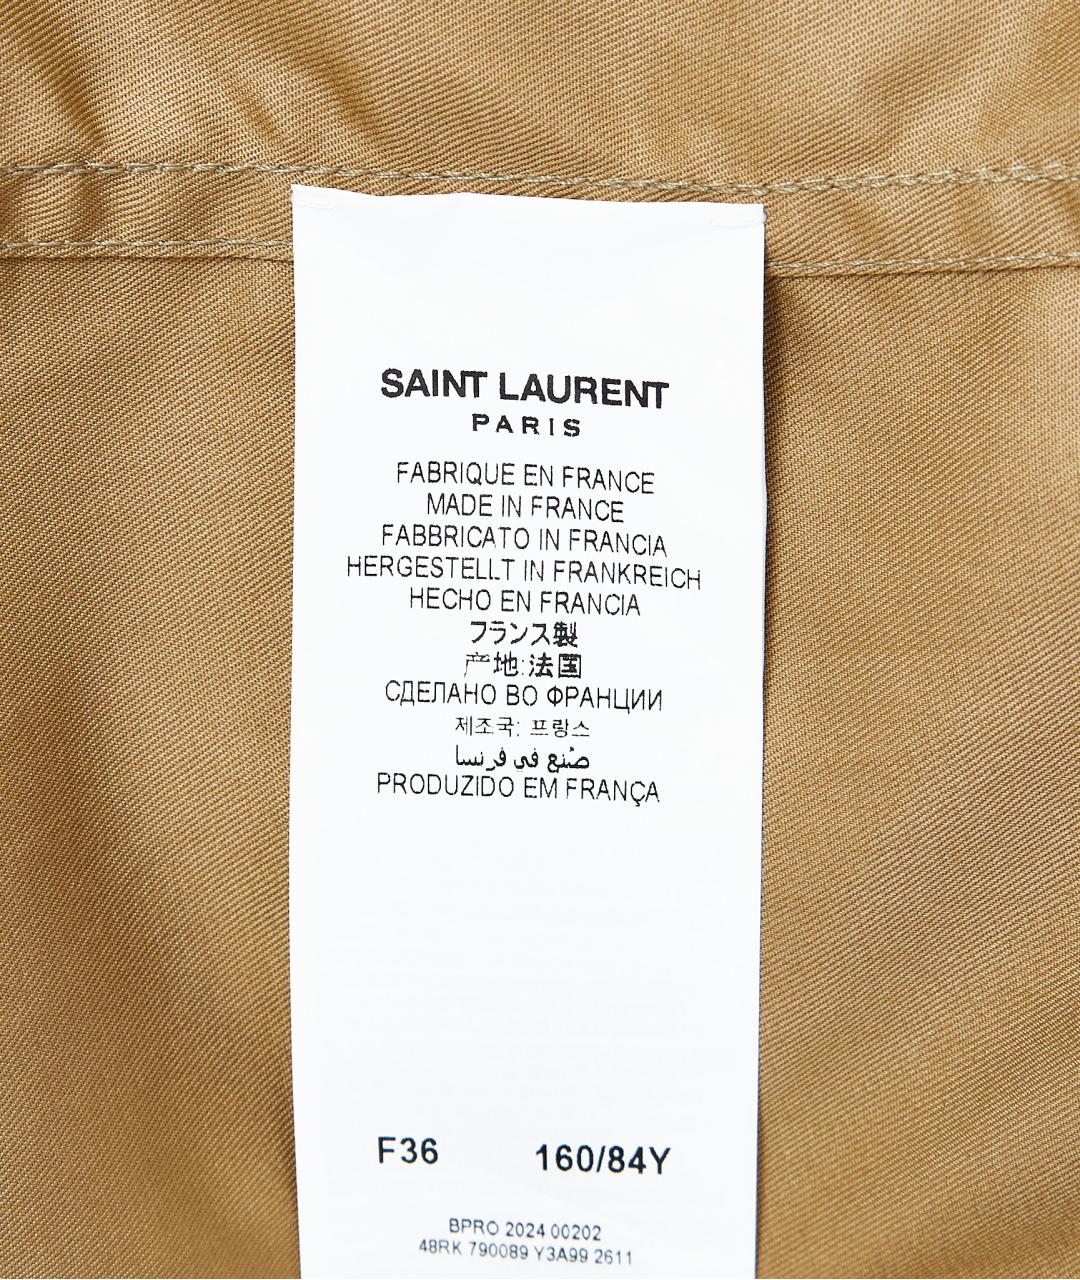 SAINT LAURENT
PARIS
FABRIQUE EN FRANCE
MADE IN FRANCE
FABBRICATO IN FRANCIA
HERGESTELLT IN FRANKREICH
HECHO EN FRANCIA
フランス製
产地:法国
СДЕЛАНО ВО ФРАНЦИИ
제조국: 프랑스
صُنع في فرنسا
PRODUZIDO EM FRANÇA
F36 160/84Y
BPRO 2024 00202
48RK 790089 Y3A99 2611